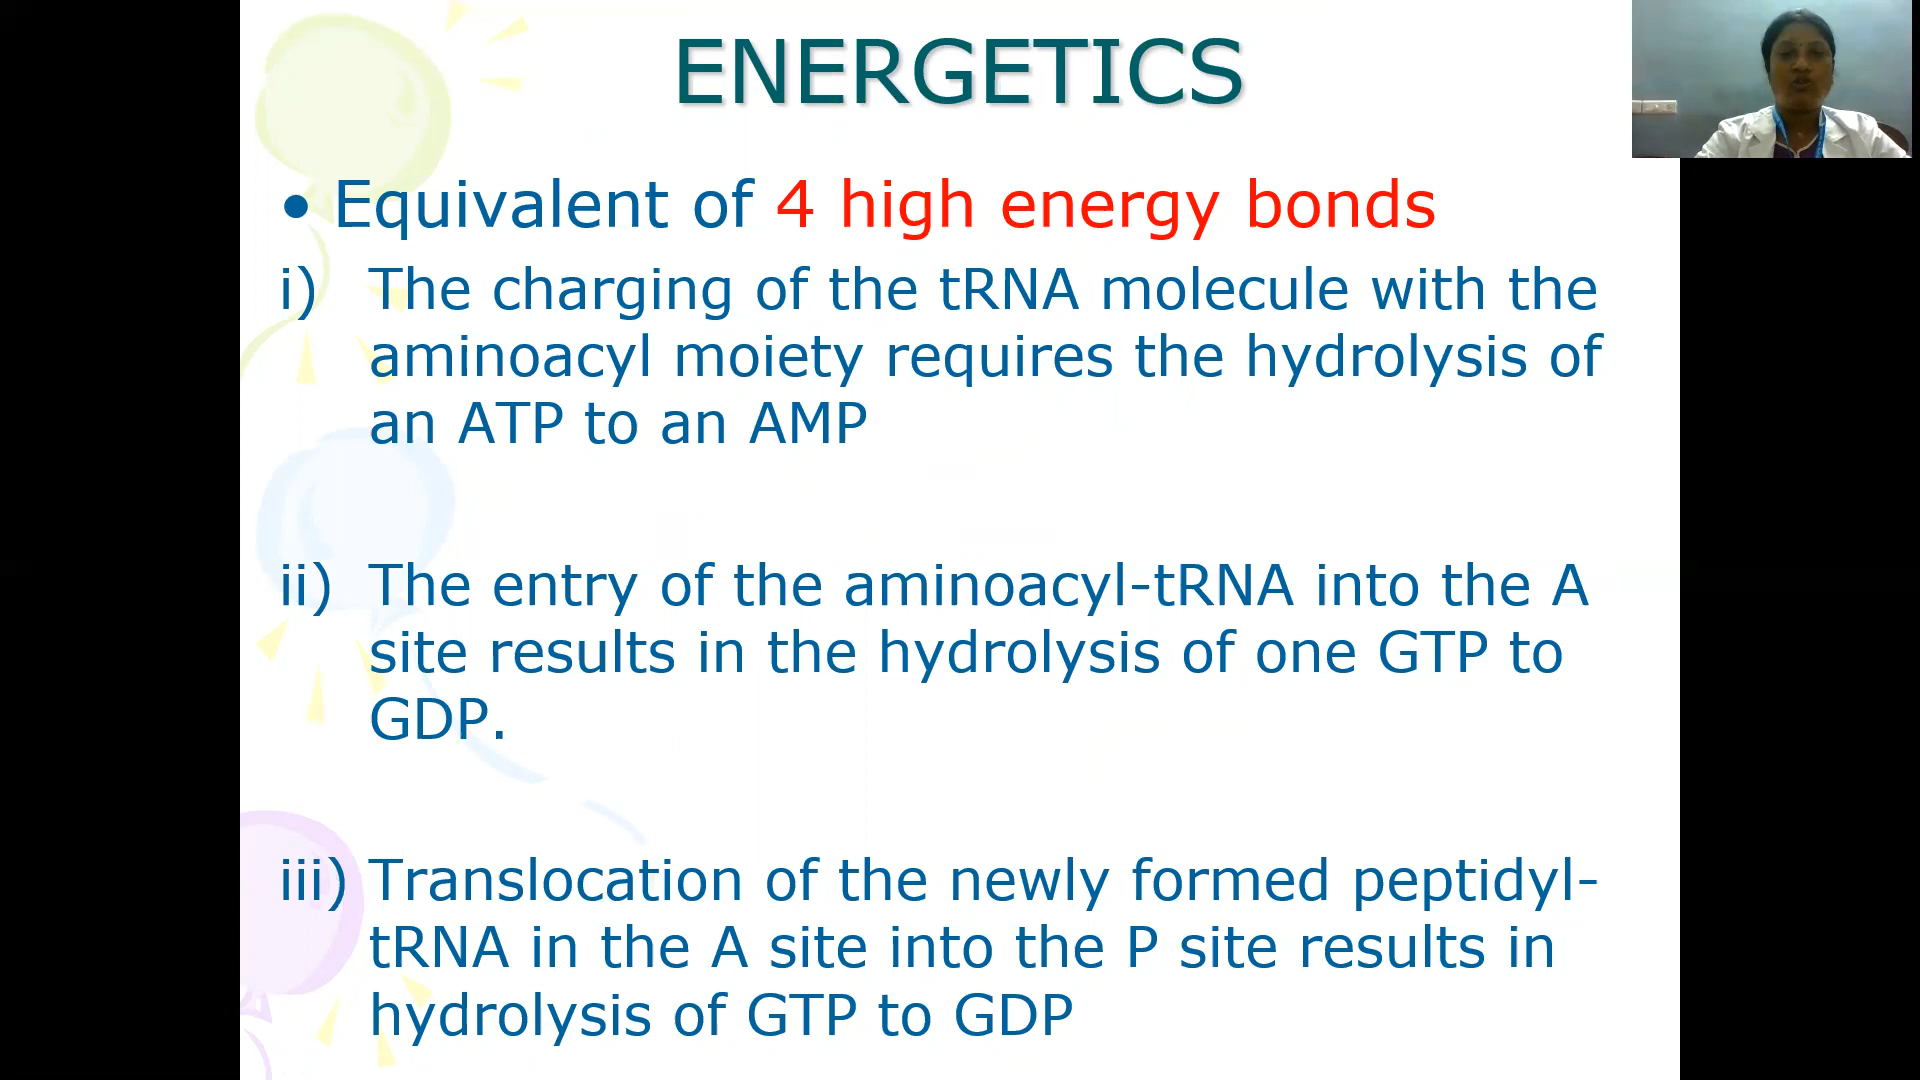 ENERGETICS
• Equivalent of 4 high energy bonds
i) The charging of the tRNA molecule with the
aminoacyl moiety requires the hydrolysis of
an ATP to an AMP
ii) The entry of the aminoacyl-tRNA into the A
site results in the hydrolysis of one GTP to
GDP.
iii) Translocation of the newly formed peptidyl-
tRNA in the A site into the P site results in
hydrolysis of GTP to GDP